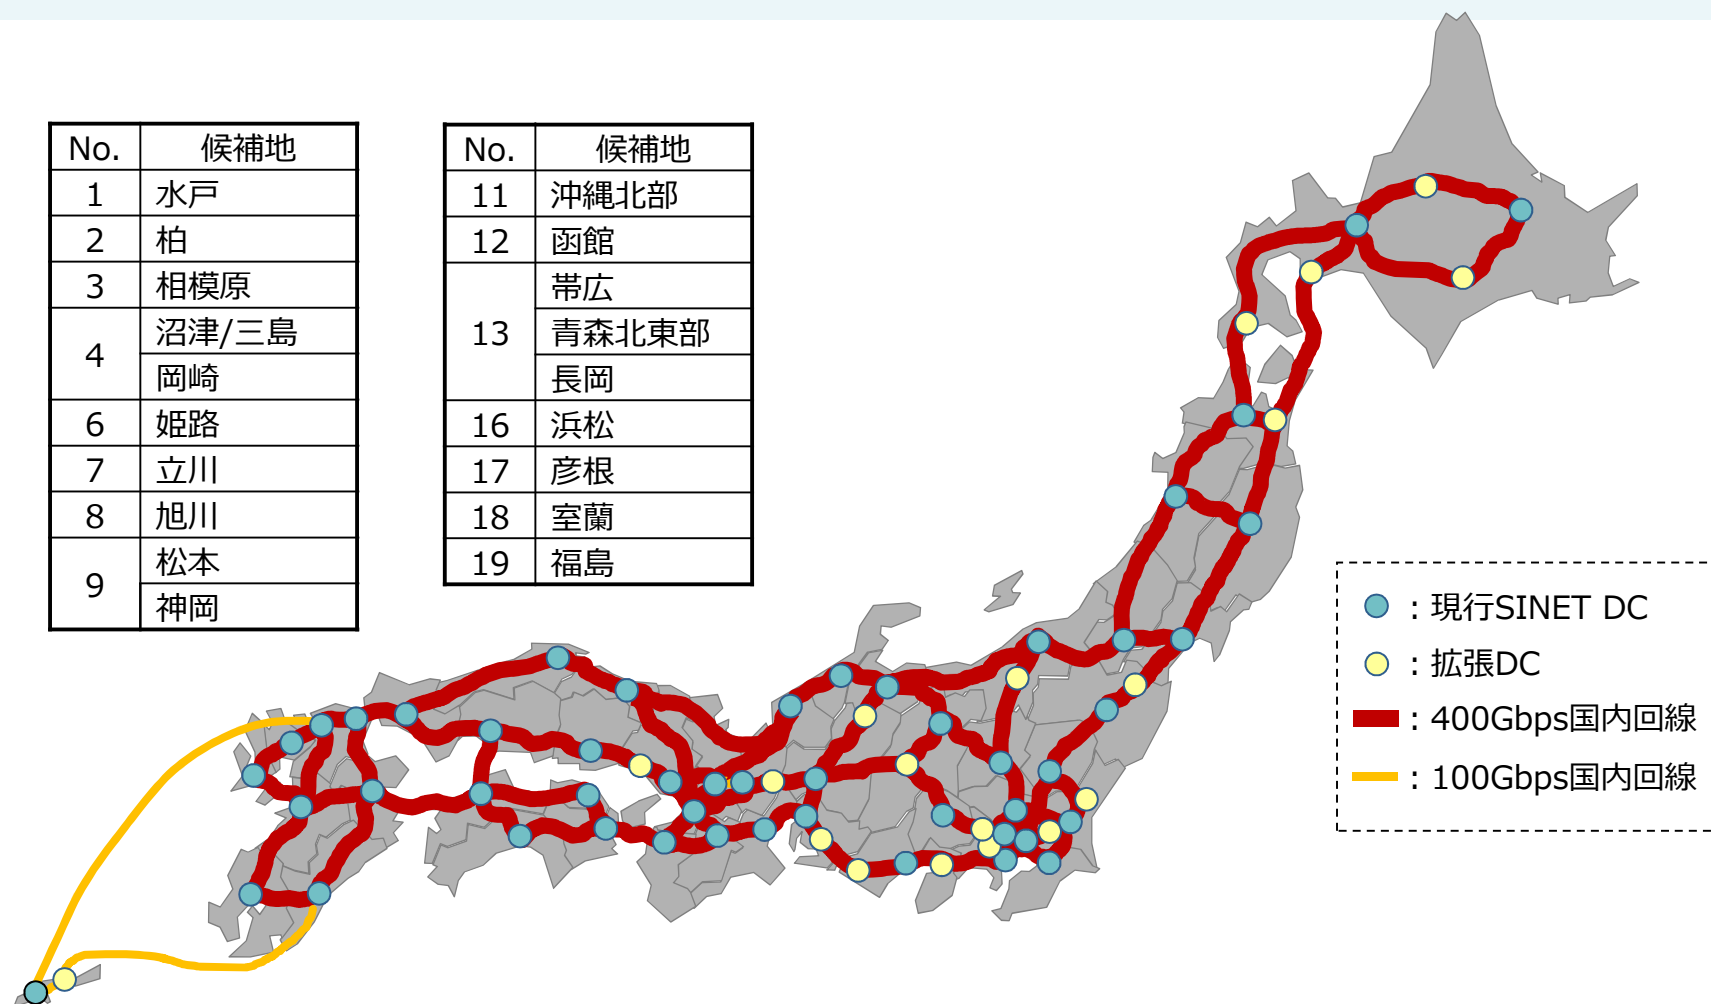 No. 候補地
1 水戸
2 柏
3 相模原
4 沼津/三島
岡崎
6 姫路
7 立川
8 旭川
9 松本
神岡
No. 候補地
11 沖縄北部
12 函館
13 帯広
青森北東部
長岡
16 浜松
17 彦根
18 室蘭
19 福島
：現行SINET DC
：拡張DC
：400Gbps国内回線
：100Gbps国内回線